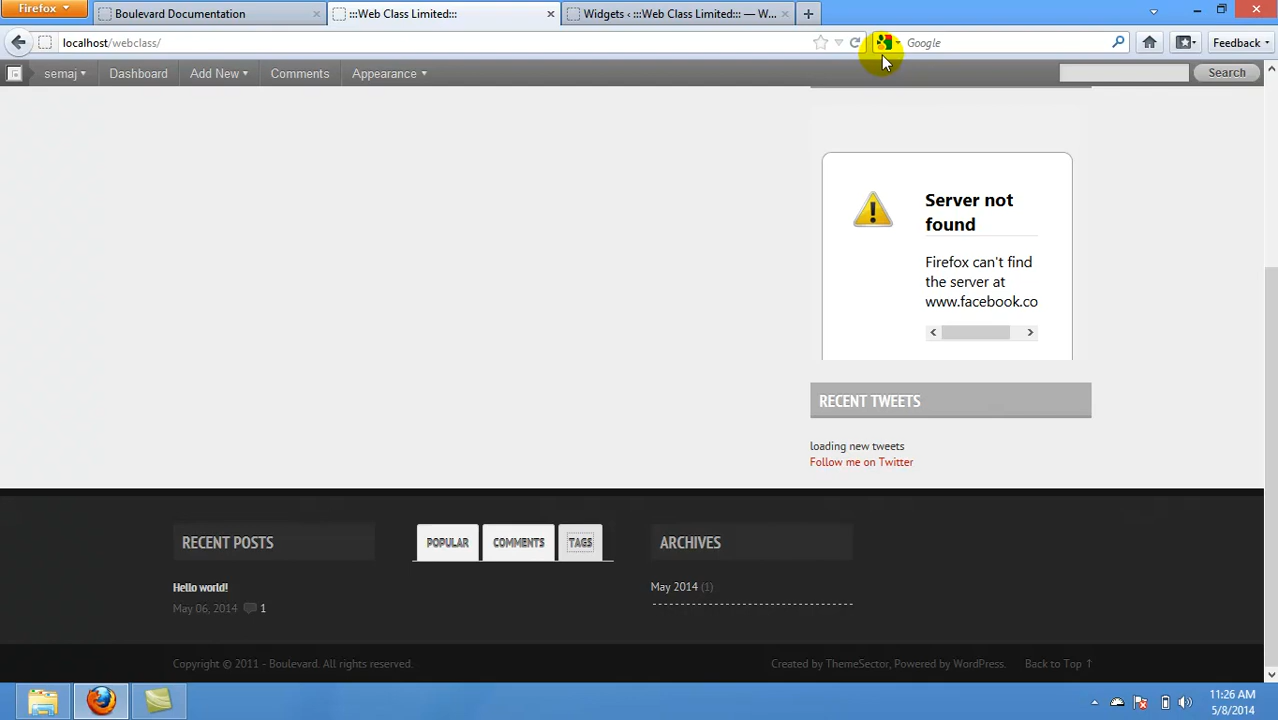 Firefox
Boulevard Documentation
:::Web Class Limited:::
Widgets ‹ :::Web Class Limited::: — W...
localhost/webclass/
Google
Feedback
semaj
Dashboard
Add New
Comments
Appearance
Search
Server not
found
Firefox can't find
the server at
www.facebook.co
RECENT TWEETS
loading new tweets
Follow me on Twitter
RECENT POSTS
POPULAR
COMMENTS
TAGS
ARCHIVES
Hello world!
May 2014 (1)
May 06, 2014 1
Copyright © 2011 - Boulevard. All rights reserved.
Created by ThemeSector, Powered by WordPress.
Back to Top ↑
11:26 AM
5/8/2014